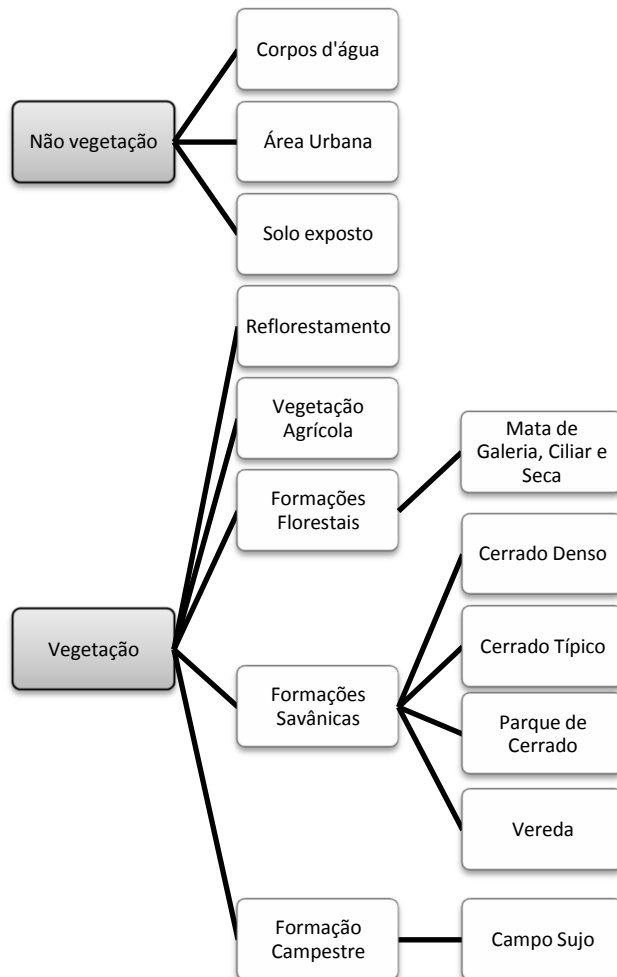 Não vegetação
Corpos d'água
Área Urbana
Solo exposto
Vegetação
Reflorestamento
Vegetação
Agrícola
Formações
Florestais
Mata de
Galeria, Ciliar e
Seca
Formações
Savânicas
Cerrado Denso
Cerrado Típico
Parque de
Cerrado
Vereda
Formação
Campestre
Campo Sujo